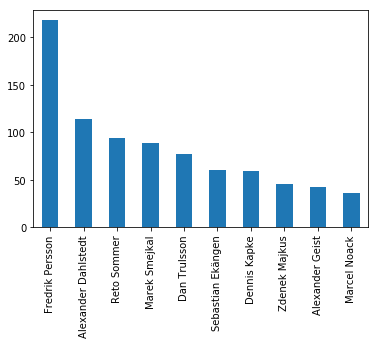 200
150
100
50
0
Fredrik Persson
Alexander Dahlstedt
Reto Sommer
Marek Smejkal
Dan Trulsson
Sebastian Ekängen
Dennis Kapke
Zdenek Majkus
Alexander Geist
Marcel Noack